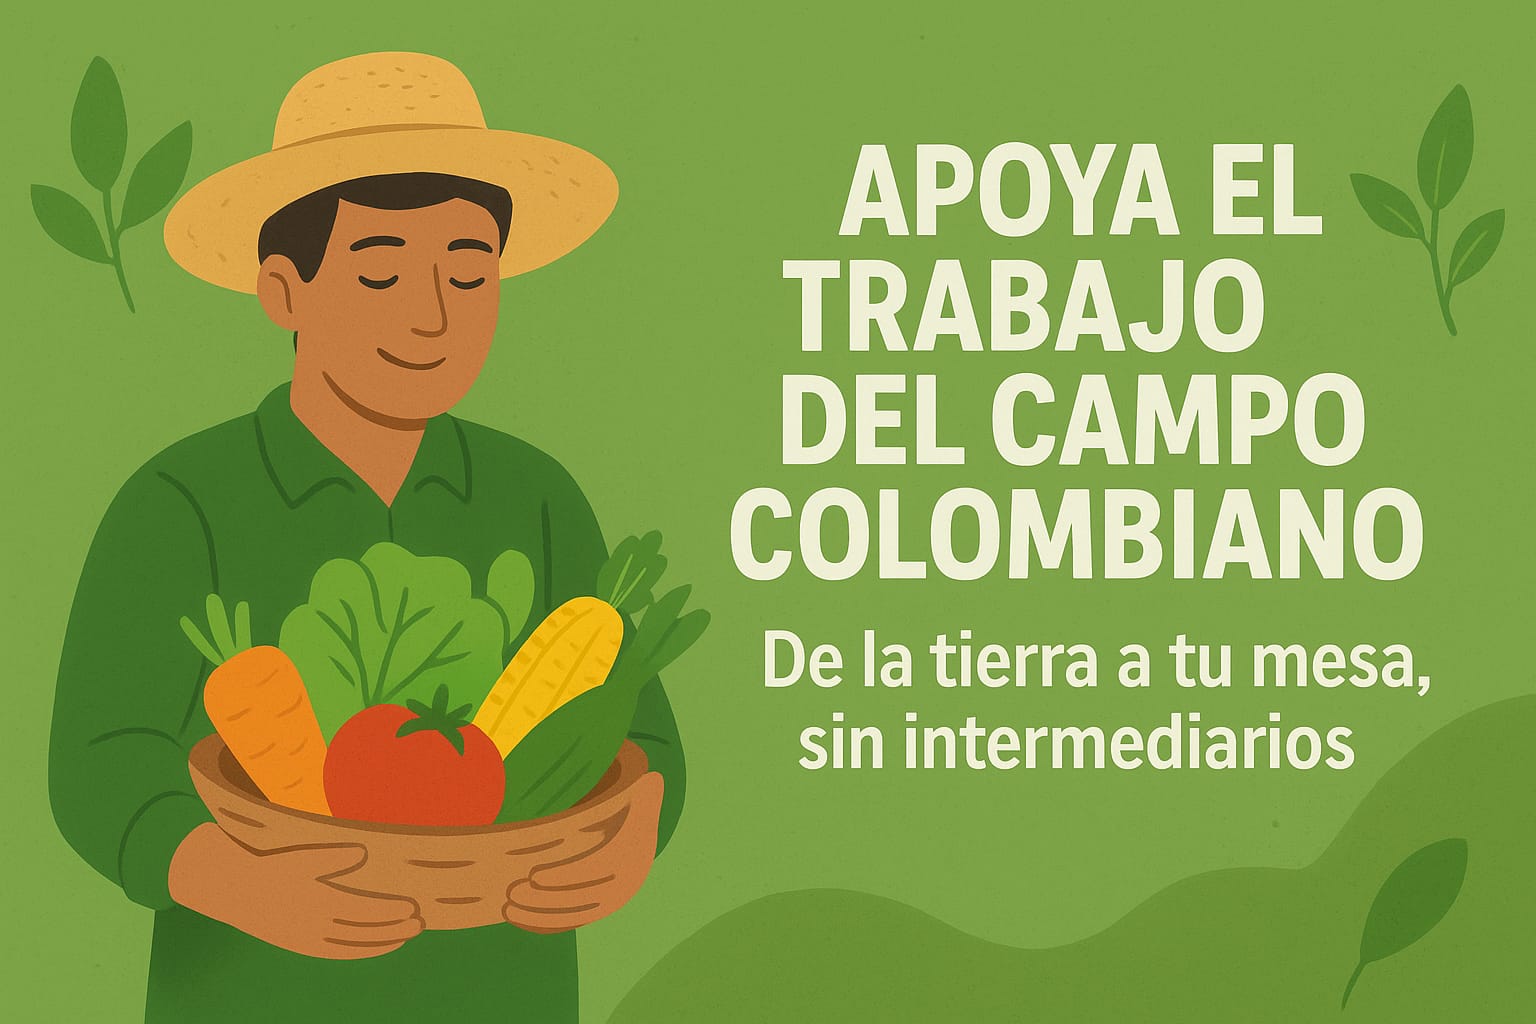 APOYA EL
TRABAJO
DEL CAMPO
COLOMBIANO
De la tierra a tu mesa,
sin intermediarios